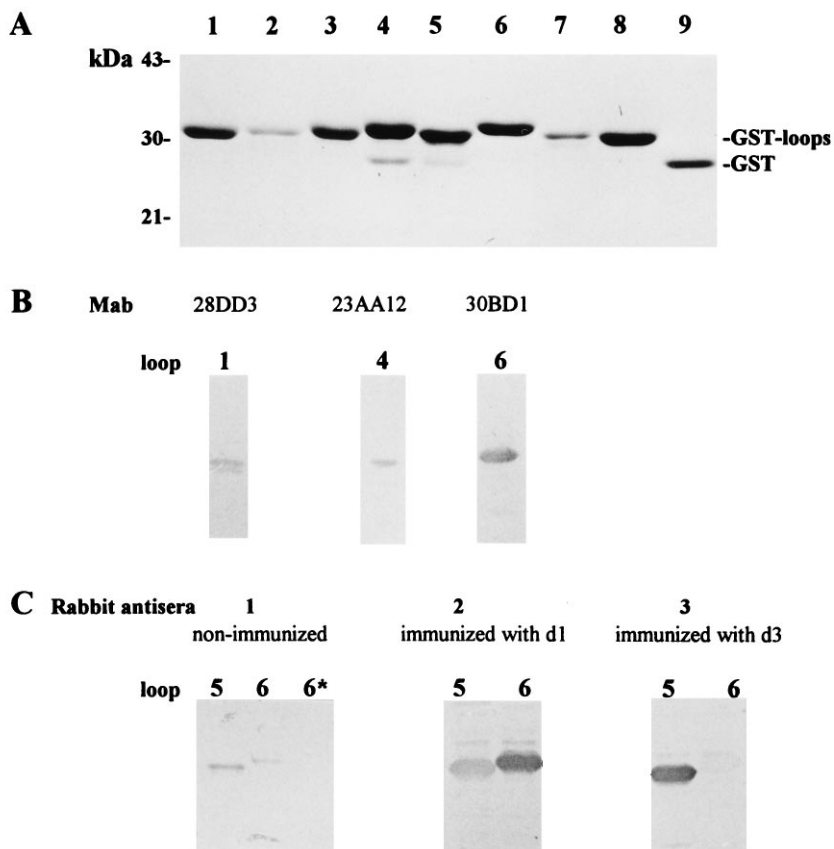 A 1 2 3 4 5 6 7 8 9
kDa 43-
30- -GST-loops
-GST
21-
B Mab 28DD3 23AA12 30BD1
loop 1 4 6
C Rabbit antisera 1 2 3
non-immunized immunized with d1 immunized with d3
loop 5 6 6* 5 6 5 6